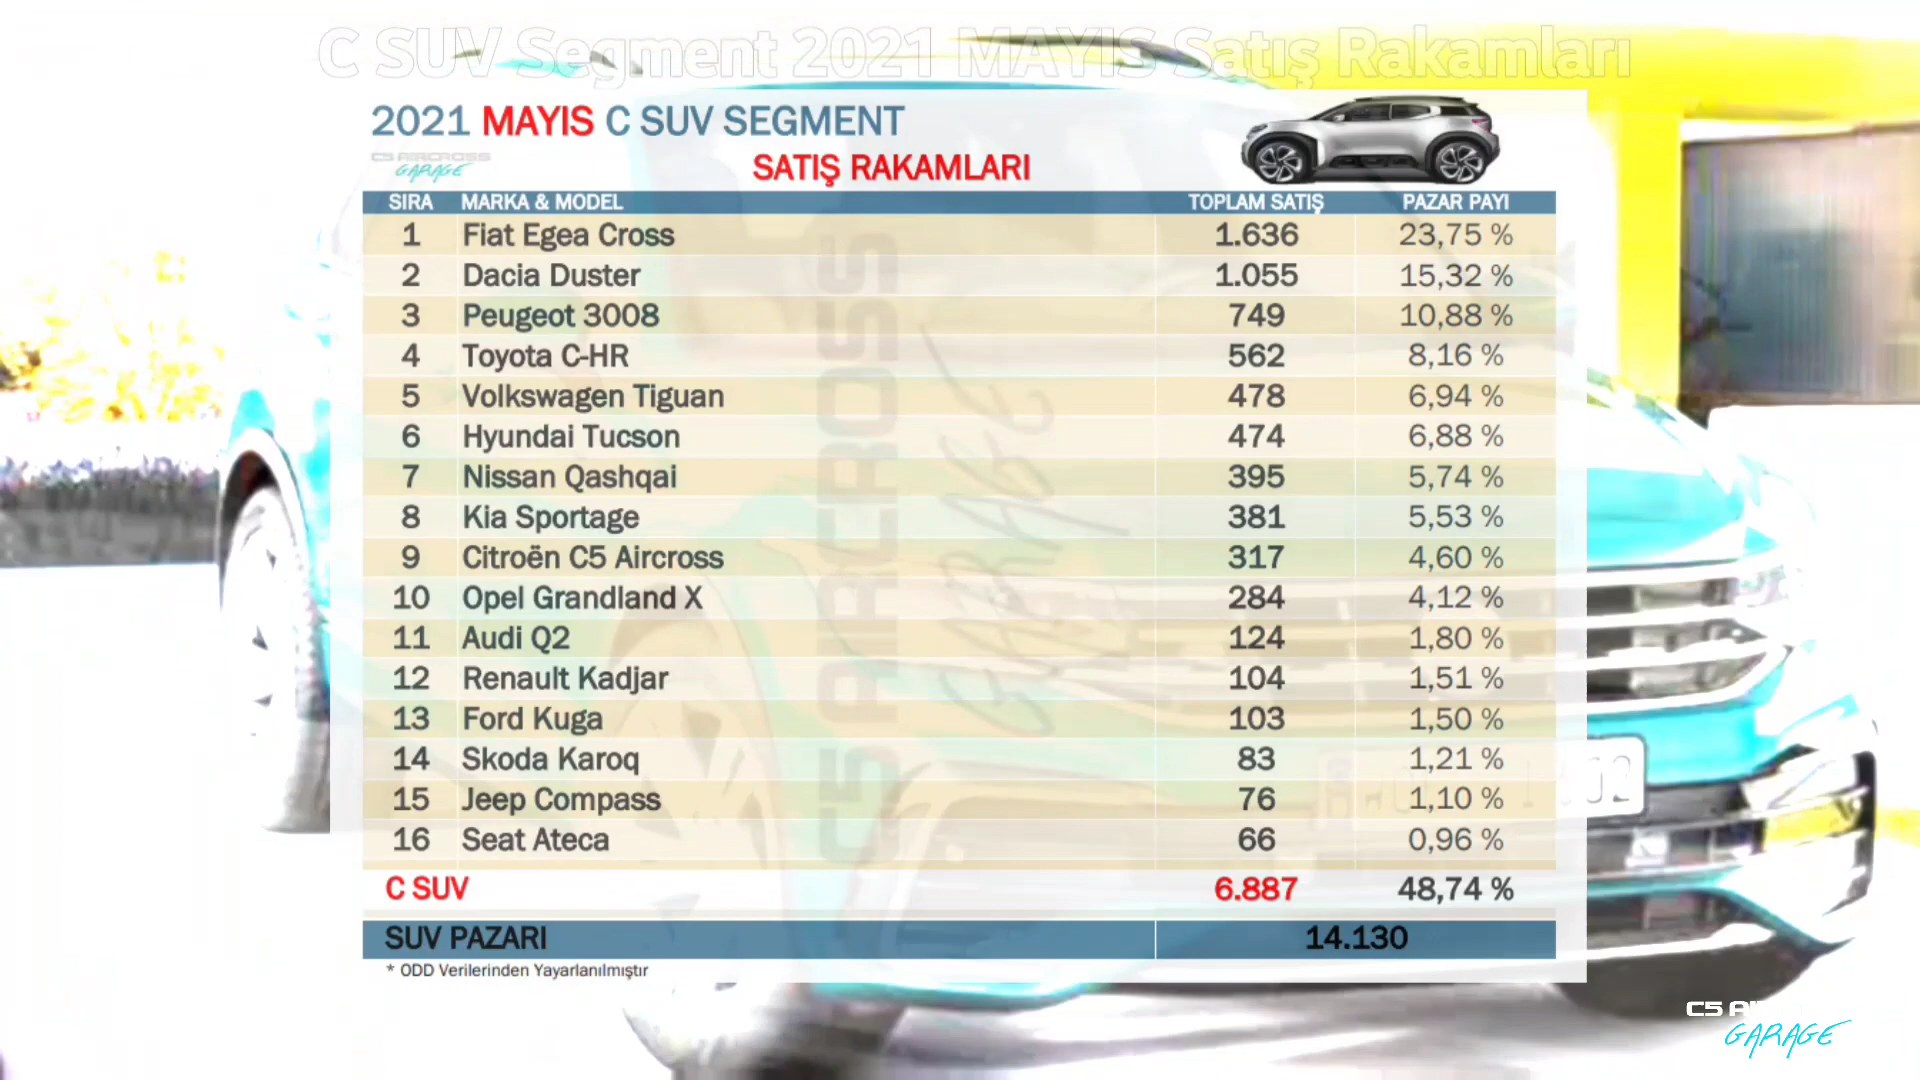 C SUV Segment 2021 MAYIS Satış Rakamları
2021 MAYIS C SUV SEGMENT
C5 AIRCROSS
GARAGE
SATIŞ RAKAMLARI
SIRA MARKA & MODEL TOPLAM SATIŞ PAZAR PAYI
1 Fiat Egea Cross 1.636 23,75 %
2 Dacia Duster 1.055 15,32 %
3 Peugeot 3008 749 10,88 %
4 Toyota C-HR 562 8,16 %
5 Volkswagen Tiguan 478 6,94 %
6 Hyundai Tucson 474 6,88 %
7 Nissan Qashqai 395 5,74 %
8 Kia Sportage 381 5,53 %
9 Citroën C5 Aircross 317 4,60 %
10 Opel Grandland X 284 4,12 %
11 Audi Q2 124 1,80 %
12 Renault Kadjar 104 1,51 %
13 Ford Kuga 103 1,50 %
14 Skoda Karoq 83 1,21 %
15 Jeep Compass 76 1,10 %
16 Seat Ateca 66 0,96 %
C SUV 6.887 48,74 %
SUV PAZARI 14.130
* ODD Verilerinden Yayarlanılmıştır
C5 AIRCROSS
GARAGE
C5
GARAGE